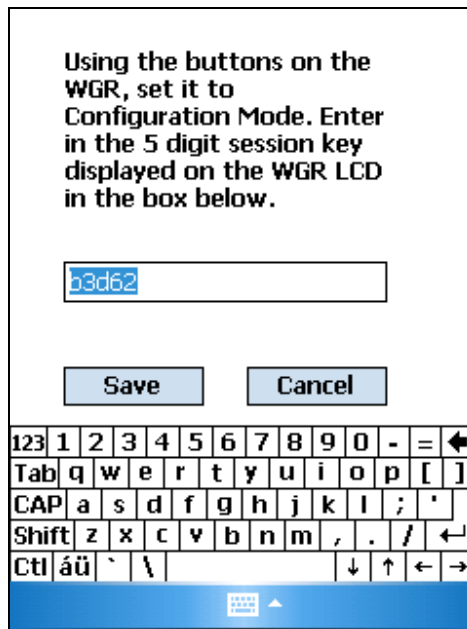 Using the buttons on the
WGR, set it to
Configuration Mode. Enter
in the 5 digit session key
displayed on the WGR LCD
in the box below.
b3d62
Save Cancel
123 1 2 3 4 5 6 7 8 9 0 - = 🡸
Tab q w e r t y u i o p [ ]
CAP a s d f g h j k l ; '
Shift z x c v b n m , . / ↵
Ctl áü ` \ ↓ ↑ ← →